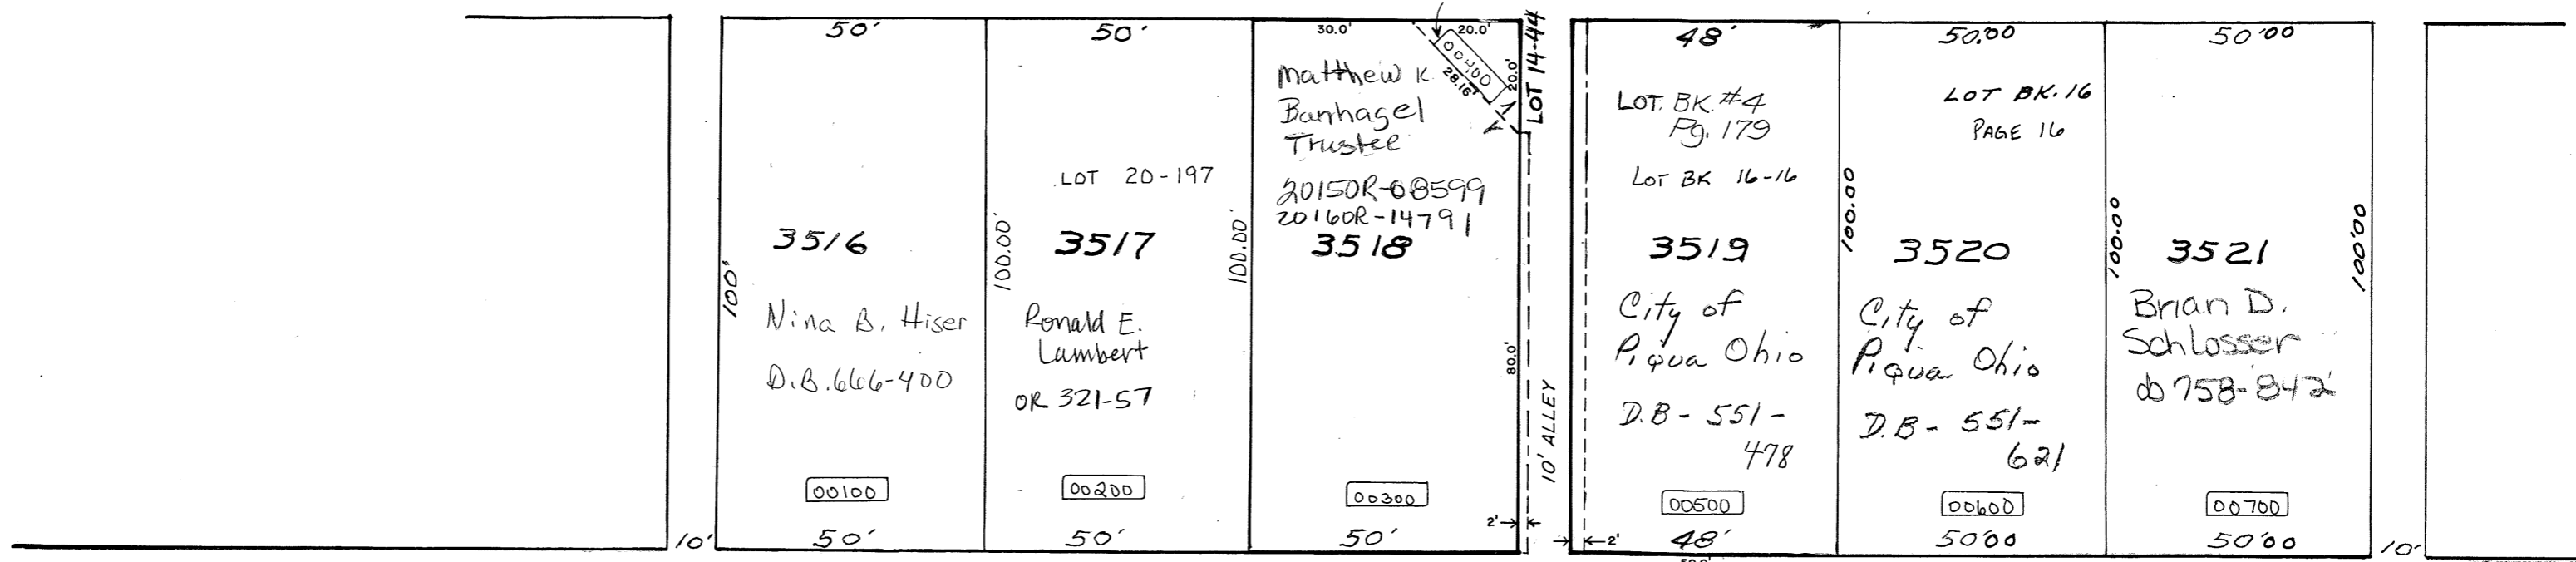 50'
50'
30.0'
20.0'
48'
50.00
50'00
00400
28.16'
20.0'
LOT 14-44
Matthew K.
Banhagel
Trustee
20150R-08599
20160R-14791
LOT. BK. #4
Pg. 179
LOT BK 16-16
LOT BK. 16
PAGE 16
LOT 20-197
3516
3517
3518
3519
3520
3521
100'
100.00'
100.00'
100.00
100.00
100'00
Nina B. Hiser
D.B. 666-400
Ronald E.
Lambert
OR 321-57
80.0'
10' ALLEY
City of
Piqua Ohio
D.B - 551-
478
City of
Piqua Ohio
D.B - 551-
621
Brian D.
Schlosser
db 758-842
00100
00200
00300
00500
00600
00700
10'
50'
50'
50'
2'
2'
48'
50'00
50'00
10'